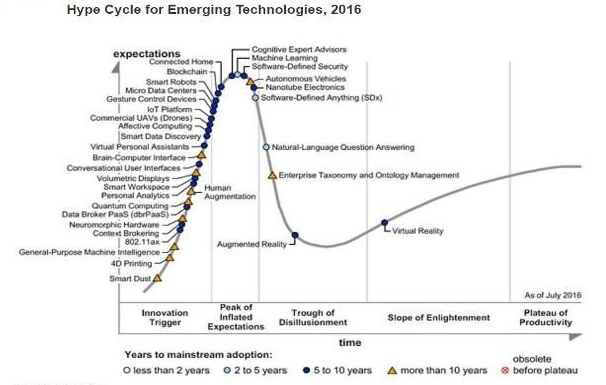 Hype Cycle for Emerging Technologies, 2016
expectations
Cognitive Expert Advisors
Connected Home
Machine Learning
Software-Defined Security
Blockchain
Autonomous Vehicles
Smart Robots
Nanotube Electronics
Micro Data Centers
Software-Defined Anything (SDx)
Gesture Control Devices
IoT Platform
Commercial UAVs (Drones)
Affective Computing
Smart Data Discovery
Virtual Personal Assistants
Natural-Language Question Answering
Brain-Computer Interface
Conversational User Interfaces
Volumetric Displays
Enterprise Taxonomy and Ontology Management
Smart Workspace
Human
Augmentation
Personal Analytics
Quantum Computing
Data Broker PaaS (dbrPaaS)
Neuromorphic Hardware
Context Brokering
Virtual Reality
802.11ax
Augmented Reality
General-Purpose Machine Intelligence
4D Printing
Smart Dust
As of July 2016
Innovation
Trigger
Peak of
Inflated
Expectations
Trough of
Disillusionment
Slope of Enlightenment
Plateau of
Productivity
time
Years to mainstream adoption:
less than 2 years
2 to 5 years
5 to 10 years
more than 10 years
obsolete
before plateau